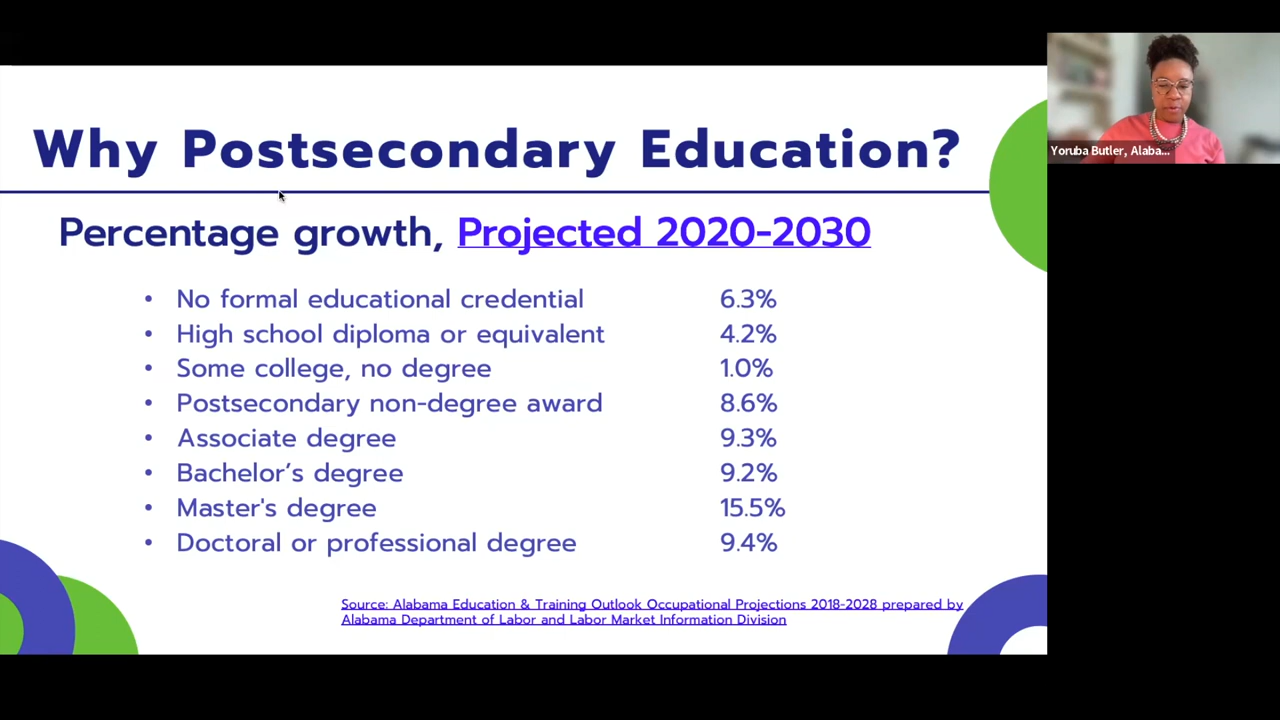 Why Postsecondary Education?
Percentage growth, Projected 2020-2030
• No formal educational credential 6.3%
• High school diploma or equivalent 4.2%
• Some college, no degree 1.0%
• Postsecondary non-degree award 8.6%
• Associate degree 9.3%
• Bachelor’s degree 9.2%
• Master's degree 15.5%
• Doctoral or professional degree 9.4%
Source: Alabama Education & Training Outlook Occupational Projections 2018-2028 prepared by
Alabama Department of Labor and Labor Market Information Division
Yoruba Butler, Alaba...